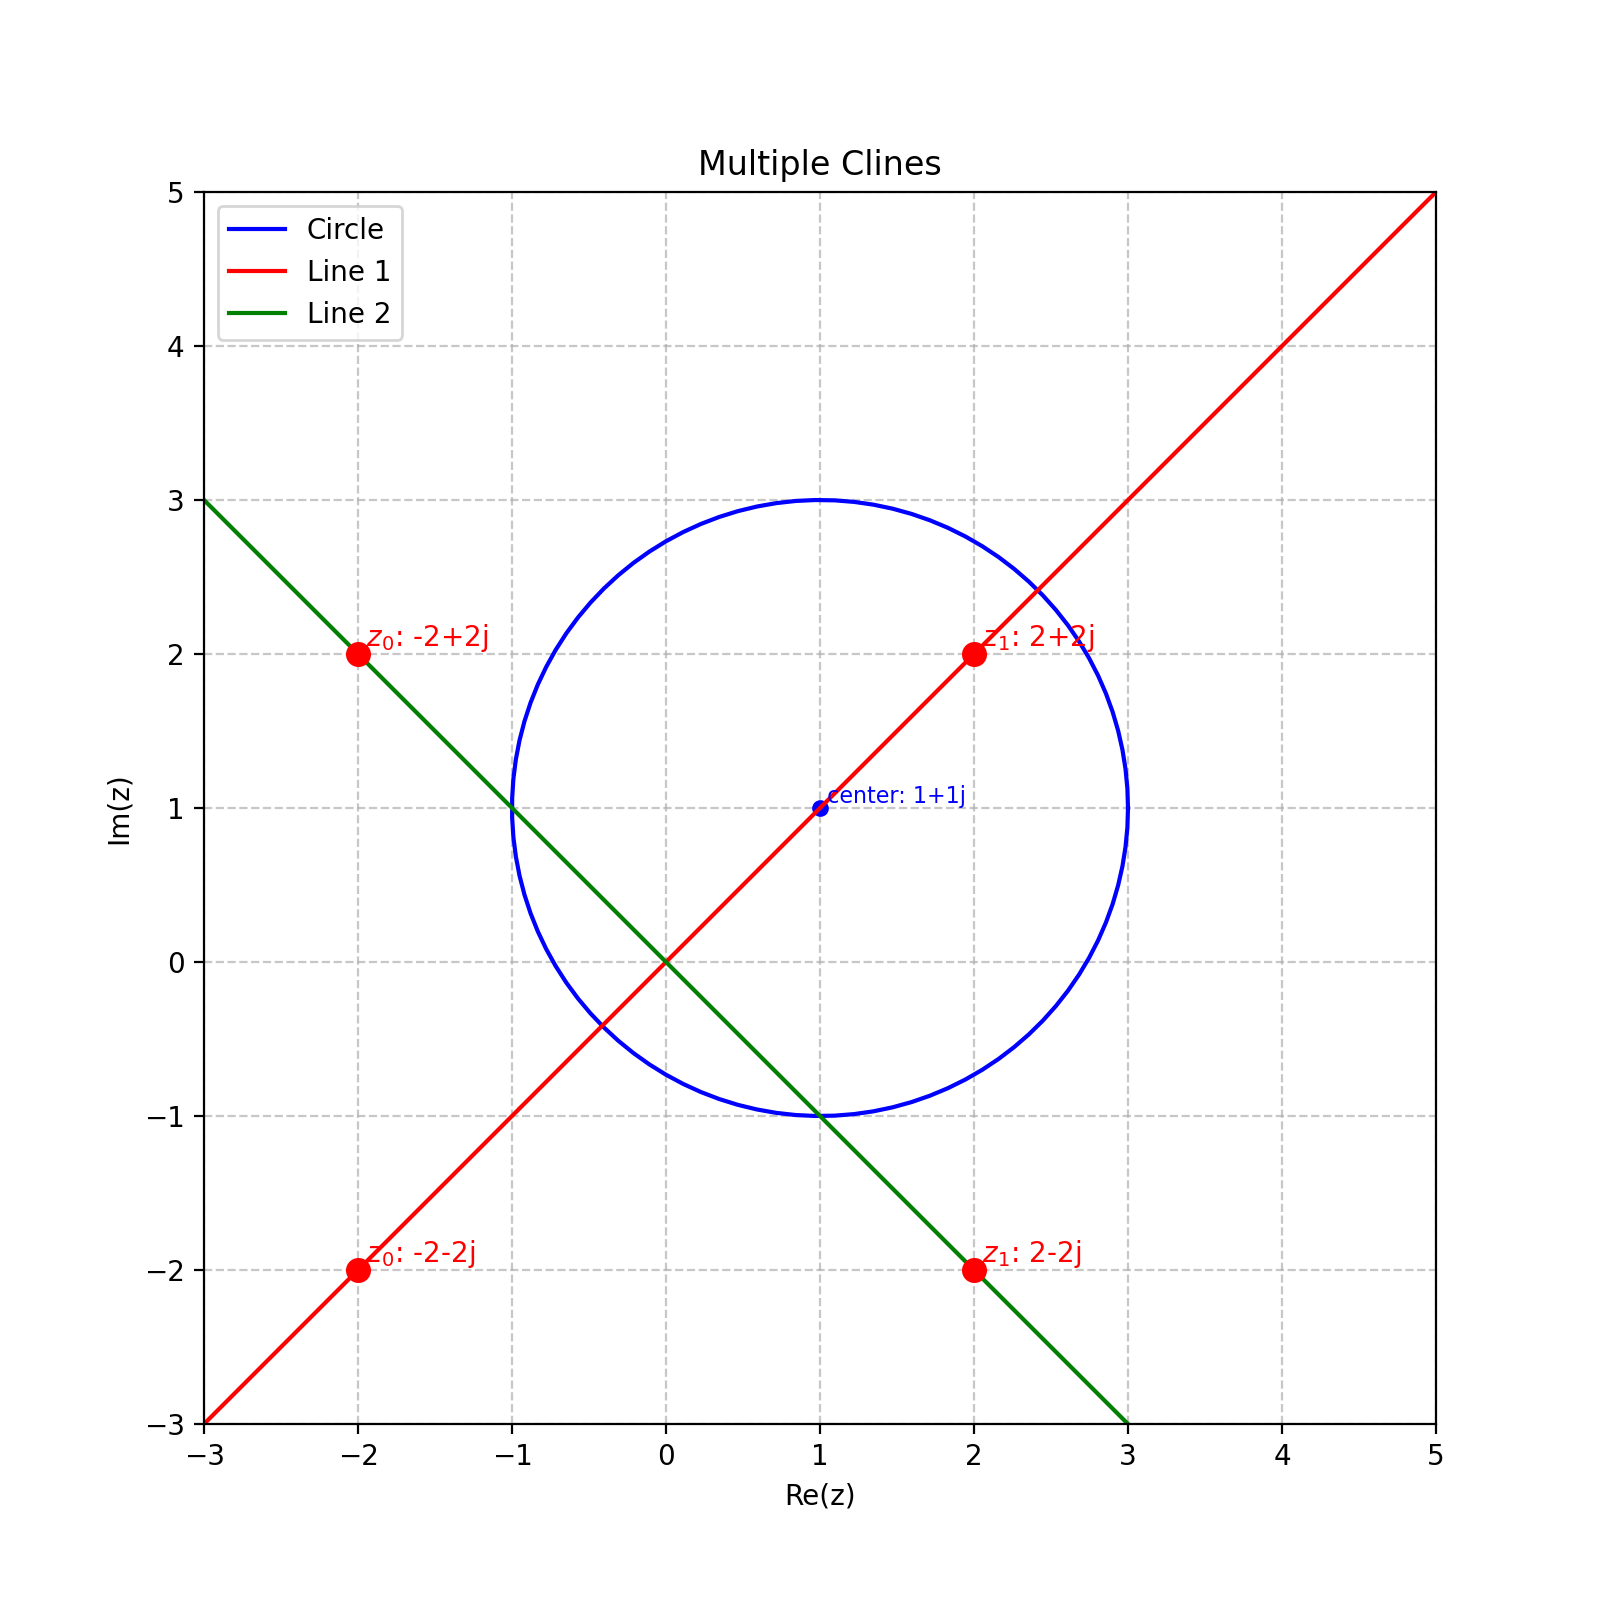 Multiple Clines
5
Circle
Line 1
Line 2
4
3
z₀: -2+2j
z₁: 2+2j
2
center: 1+1j
1
Im(z)
0
−1
z₀: -2-2j
z₁: 2-2j
−2
−3
−3 −2 −1 0 1 2 3 4 5
Re(z)